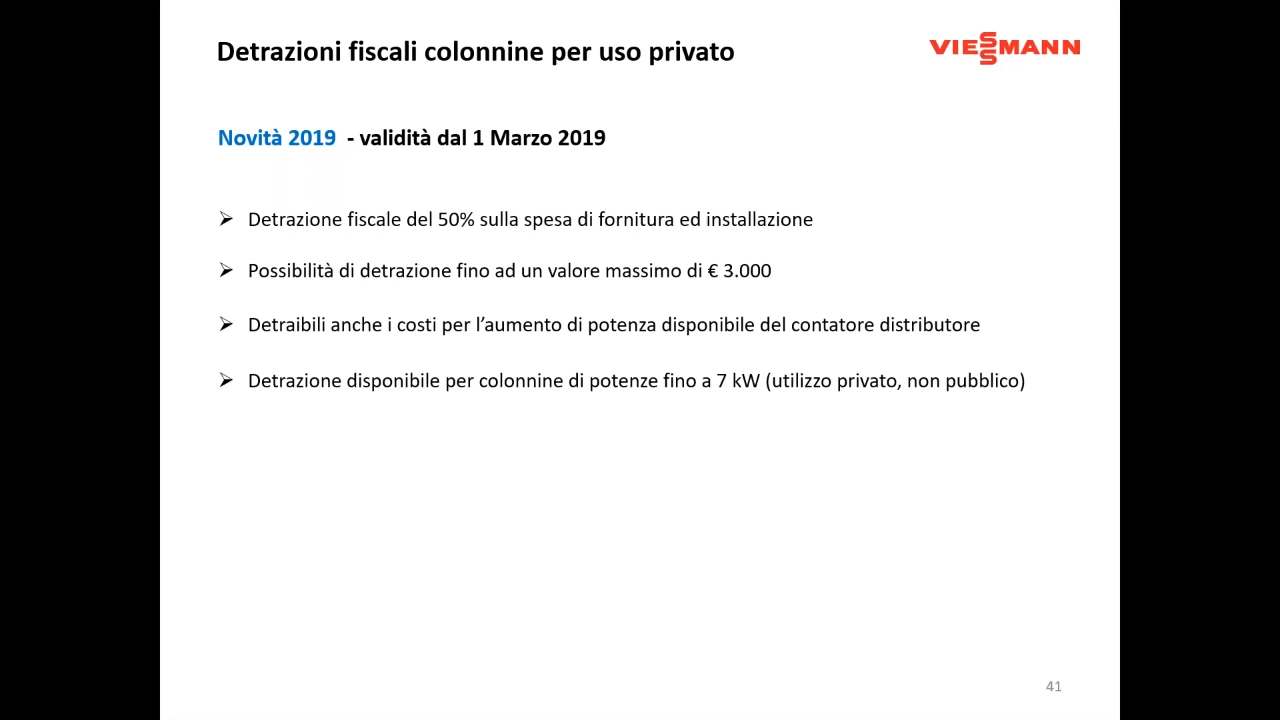 Detrazioni fiscali colonnine per uso privato
VIESSMANN
Novità 2019 - validità dal 1 Marzo 2019
➢ Detrazione fiscale del 50% sulla spesa di fornitura ed installazione
➢ Possibilità di detrazione fino ad un valore massimo di € 3.000
➢ Detraibili anche i costi per l’aumento di potenza disponibile del contatore distributore
➢ Detrazione disponibile per colonnine di potenze fino a 7 kW (utilizzo privato, non pubblico)
41